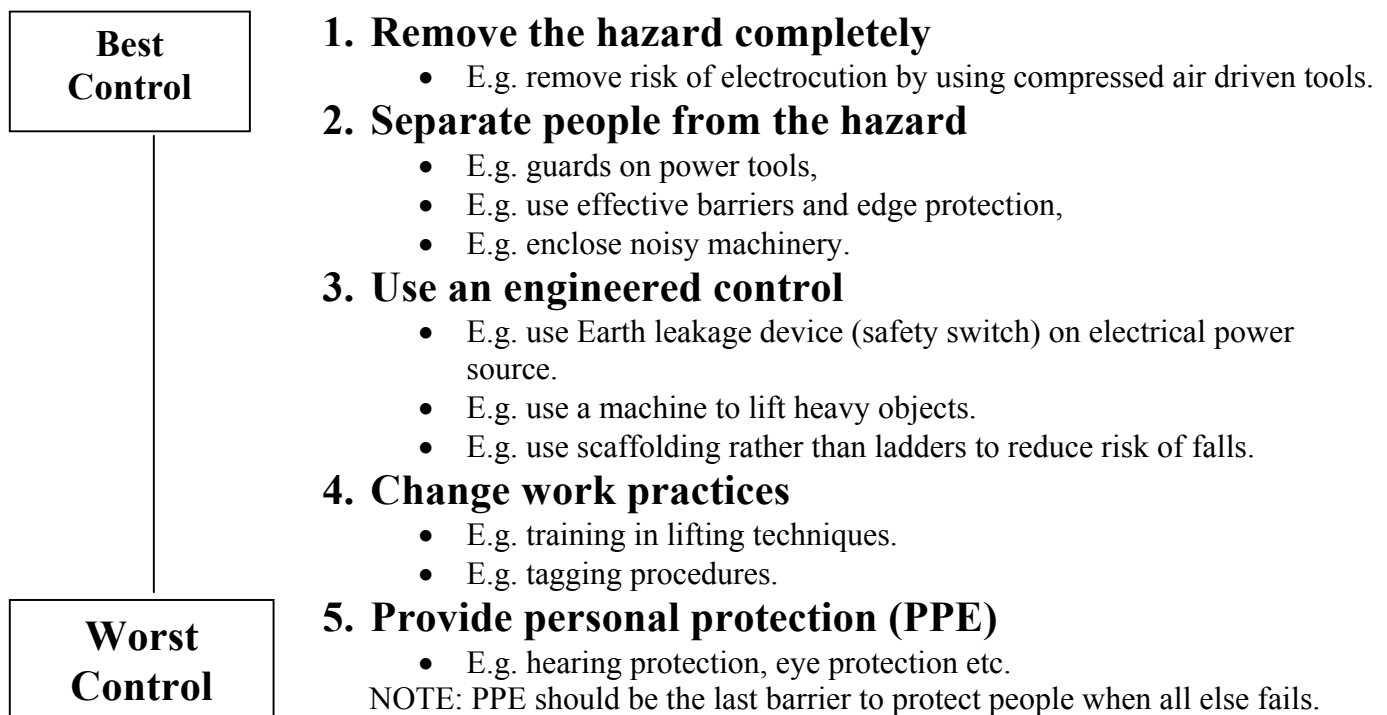 Best
Control
1. Remove the hazard completely
• E.g. remove risk of electrocution by using compressed air driven tools.
2. Separate people from the hazard
• E.g. guards on power tools,
• E.g. use effective barriers and edge protection,
• E.g. enclose noisy machinery.
3. Use an engineered control
• E.g. use Earth leakage device (safety switch) on electrical power
source.
• E.g. use a machine to lift heavy objects.
• E.g. use scaffolding rather than ladders to reduce risk of falls.
4. Change work practices
• E.g. training in lifting techniques.
• E.g. tagging procedures.
Worst
Control
5. Provide personal protection (PPE)
• E.g. hearing protection, eye protection etc.
NOTE: PPE should be the last barrier to protect people when all else fails.